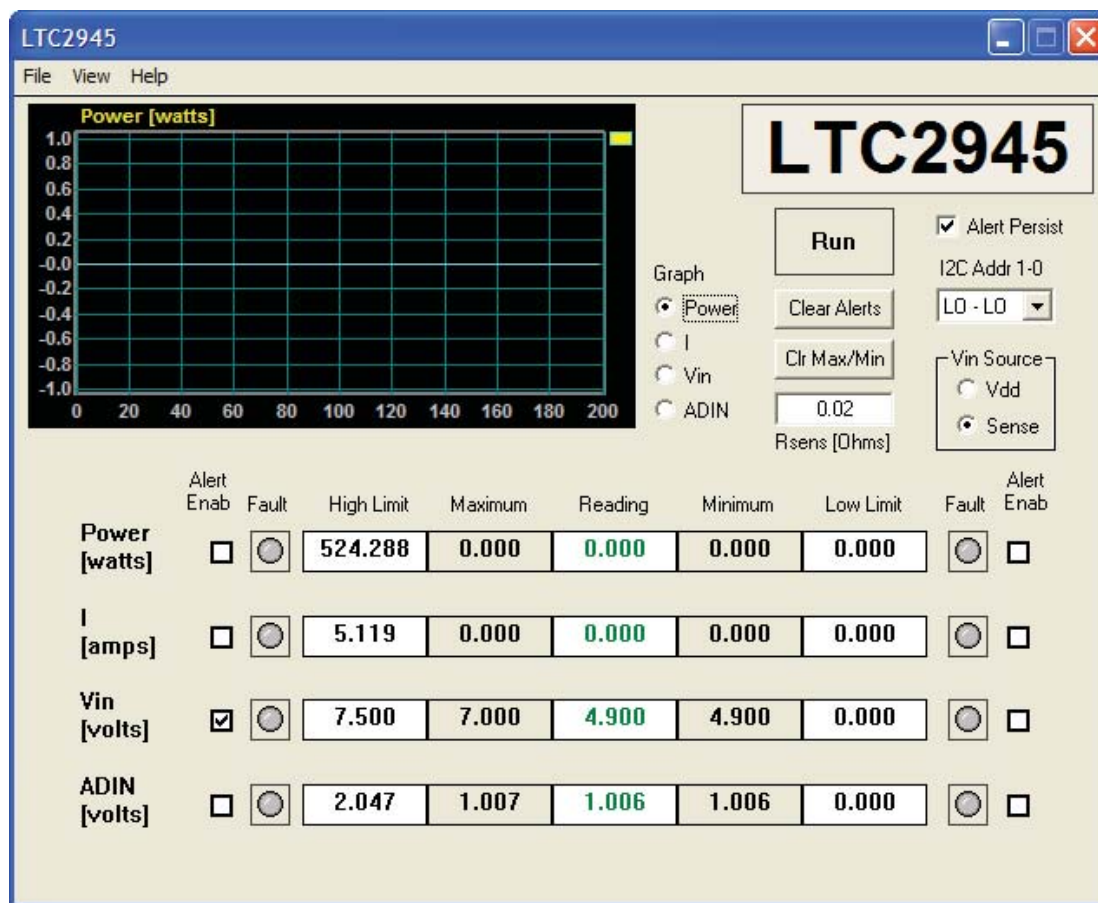 LTC2945
File View Help
Power [watts]
1.0
0.8
0.6
0.4
0.2
-0.0
-0.2
-0.4
-0.6
-0.8
-1.0
0 20 40 60 80 100 120 140 160 180 200
Graph
Power
I
Vin
ADIN
LTC2945
Run
Clear Alerts
Clr Max/Min
0.02
Rsens [Ohms]
Alert Persist
I2C Addr 1-0
LO - LO
Vin Source
Vdd
Sense
Alert Enab Fault High Limit Maximum Reading Minimum Low Limit Fault Alert Enab
Power [watts] 524.288 0.000 0.000 0.000 0.000
I [amps] 5.119 0.000 0.000 0.000 0.000
Vin [volts] 7.500 7.000 4.900 4.900 0.000
ADIN [volts] 2.047 1.007 1.006 1.006 0.000